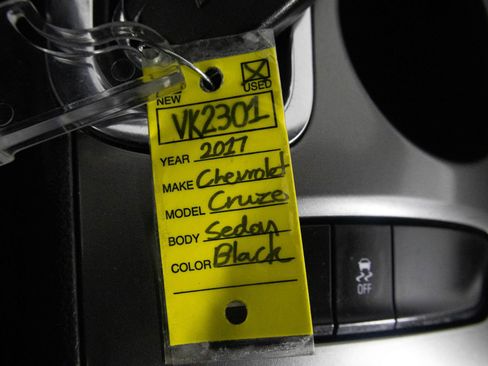 NEW USED
VK2301
YEAR 2017
MAKE Chevrolet
MODEL Cruze
BODY Sedan
COLOR Black
OFF